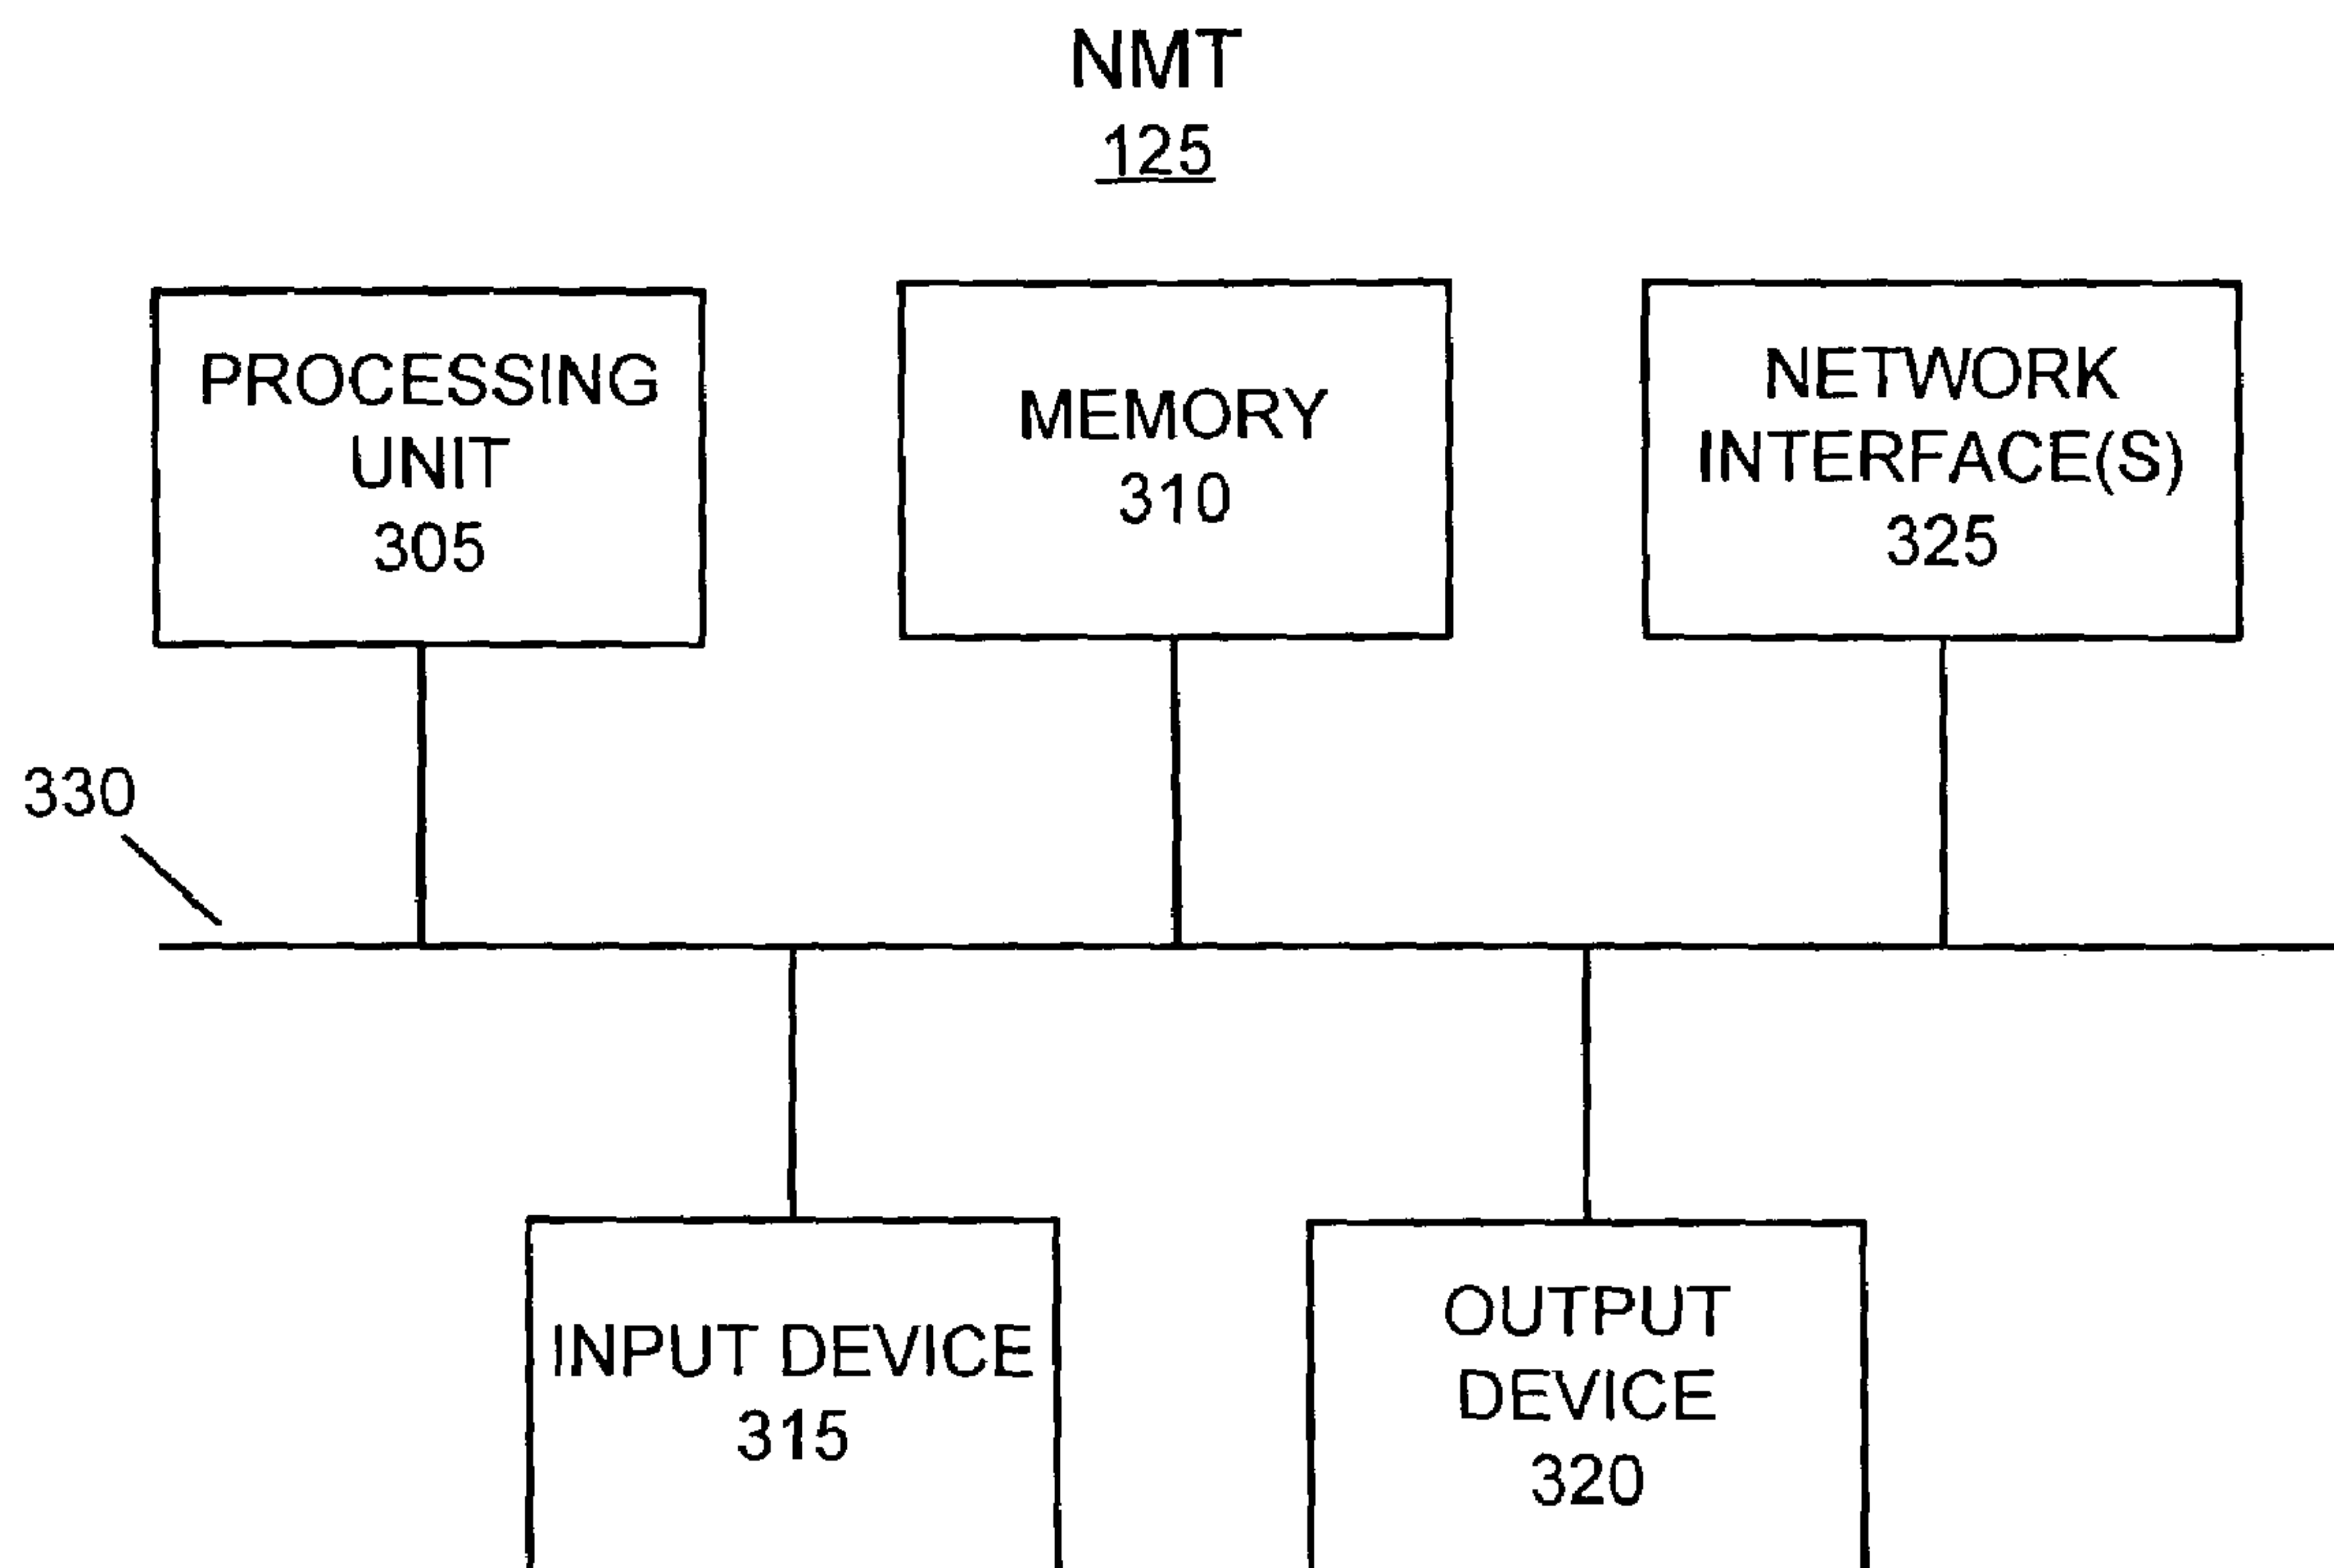 NMT
125
PROCESSING
UNIT
305
MEMORY
310
NETWORK
INTERFACE(S)
325
330
INPUT DEVICE
315
OUTPUT
DEVICE
320